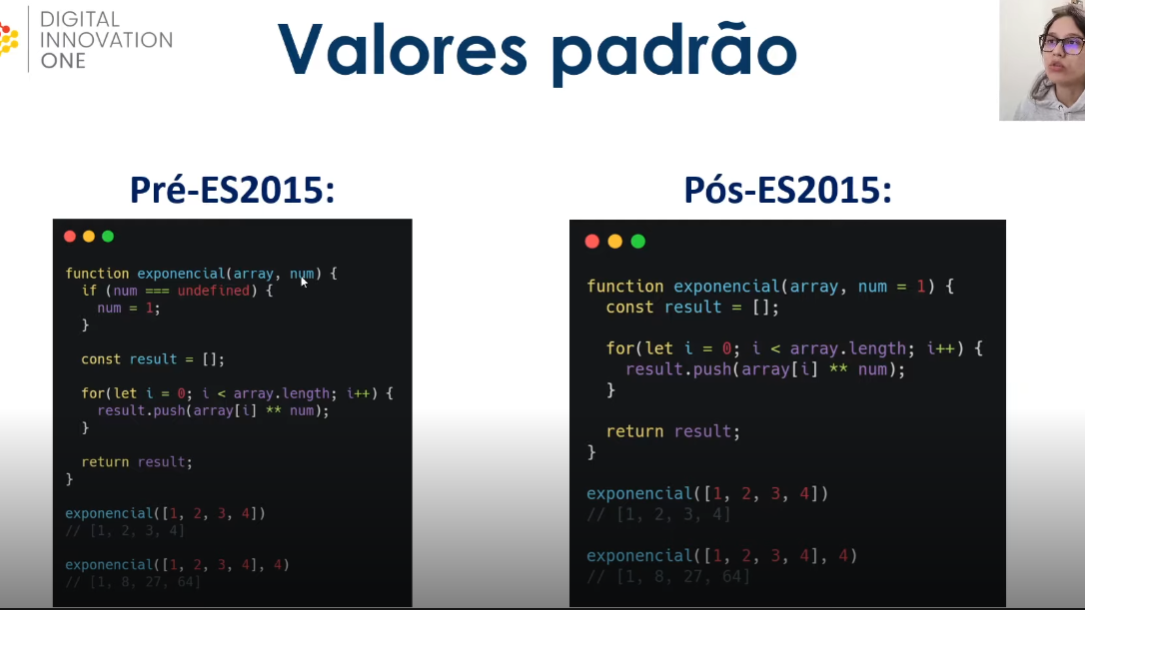 DIGITAL
INNOVATION
ONE
Valores padrão
Pré-ES2015:
function exponencial(array, num) {
if (num === undefined) {
num = 1;
}
const result = [];
for(let i = 0; i < array.length; i++) {
result.push(array[i] ** num);
}
return result;
}
exponencial([1, 2, 3, 4])
// [1, 2, 3, 4]
exponencial([1, 2, 3, 4], 4)
// [1, 8, 27, 64]
Pós-ES2015:
function exponencial(array, num = 1) {
const result = [];
for(let i = 0; i < array.length; i++) {
result.push(array[i] ** num);
}
return result;
}
exponencial([1, 2, 3, 4])
// [1, 2, 3, 4]
exponencial([1, 2, 3, 4], 4)
// [1, 8, 27, 64]